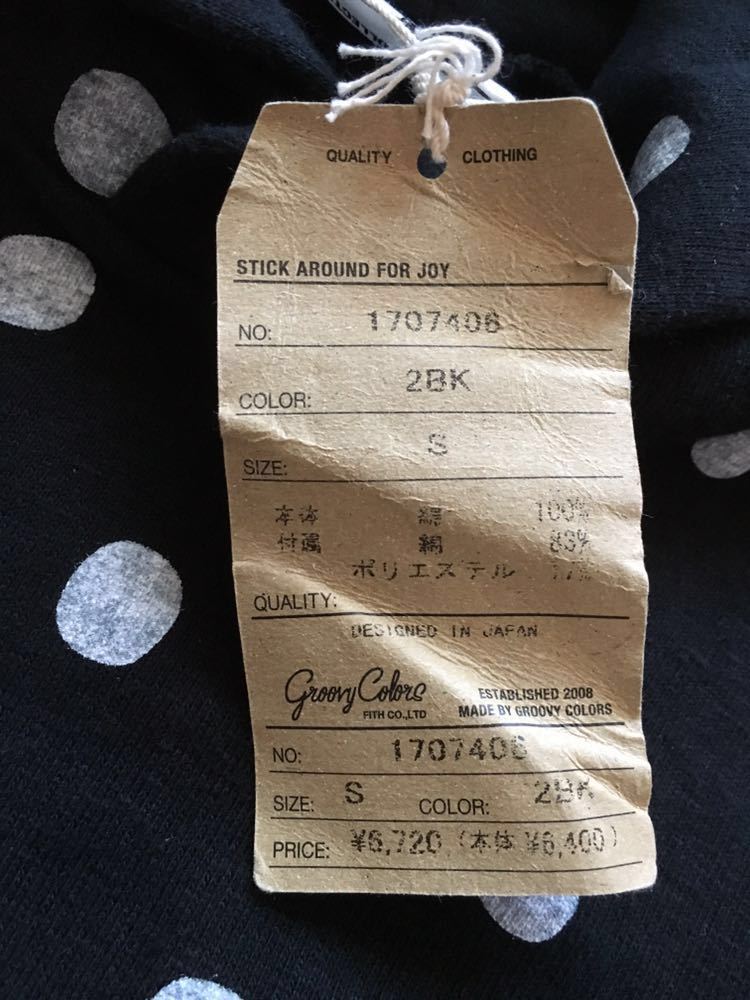 QUALITY CLOTHING
STICK AROUND FOR JOY
NO: 1707406
COLOR: 2BK
SIZE: S
本体 綿 100%
付属 綿 83%
ポリエステル 17%
QUALITY:
DESIGNED IN JAPAN
Groovy Colors
FITH CO.,LTD
ESTABLISHED 2008
MADE BY GROOVY COLORS
NO: 1707406
SIZE: S COLOR: 2BK
PRICE: ¥6,720 (本体 ¥6,400)